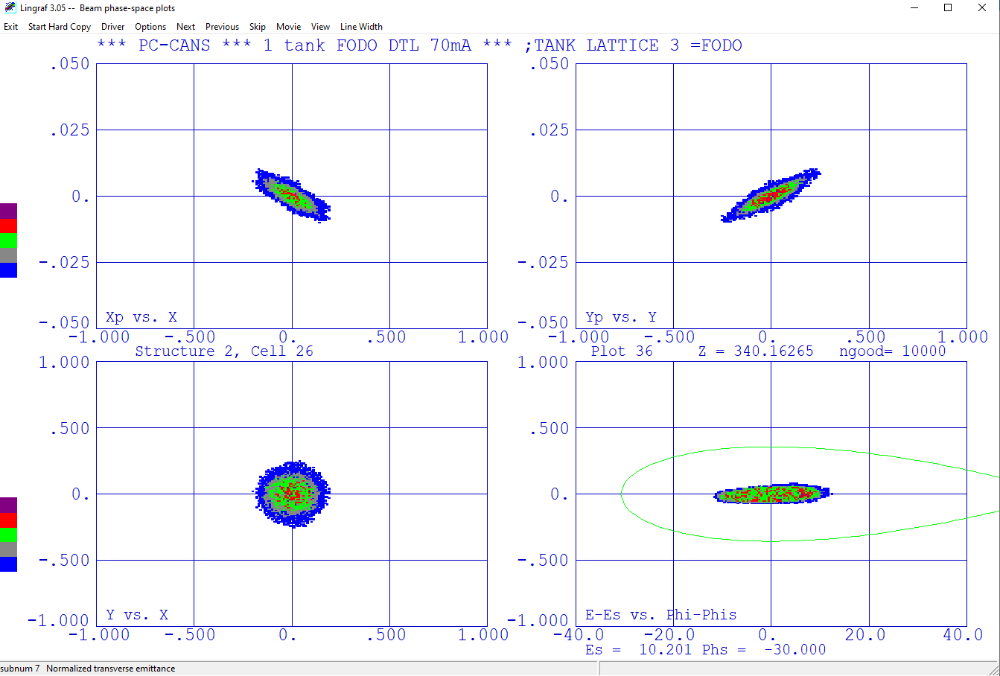 Lingraf 3.05 -- Beam phase-space plots
Exit Start Hard Copy Driver Options Next Previous Skip Movie View Line Width
*** PC-CANS *** 1 tank FODO DTL 70mA *** ;TANK LATTICE 3 =FODO
.050
.025
0.
-.025
-.050
Xp vs. X
-1.000 -.500 0. .500 1.000
.050
.025
0.
-.025
-.050
Yp vs. Y
-1.000 -.500 0. .500 1.000
Structure 2, Cell 26
Plot 36 Z = 340.16265 ngood= 10000
1.000
.500
0.
-.500
-1.000
Y vs. X
-1.000 -.500 0. .500 1.000
1.000
.500
0.
-.500
-1.000
E-Es vs. Phi-Phis
-40.0 -20.0 0. 20.0 40.0
Es = 10.201 Phs = -30.000
subnum 7 Normalized transverse emittance